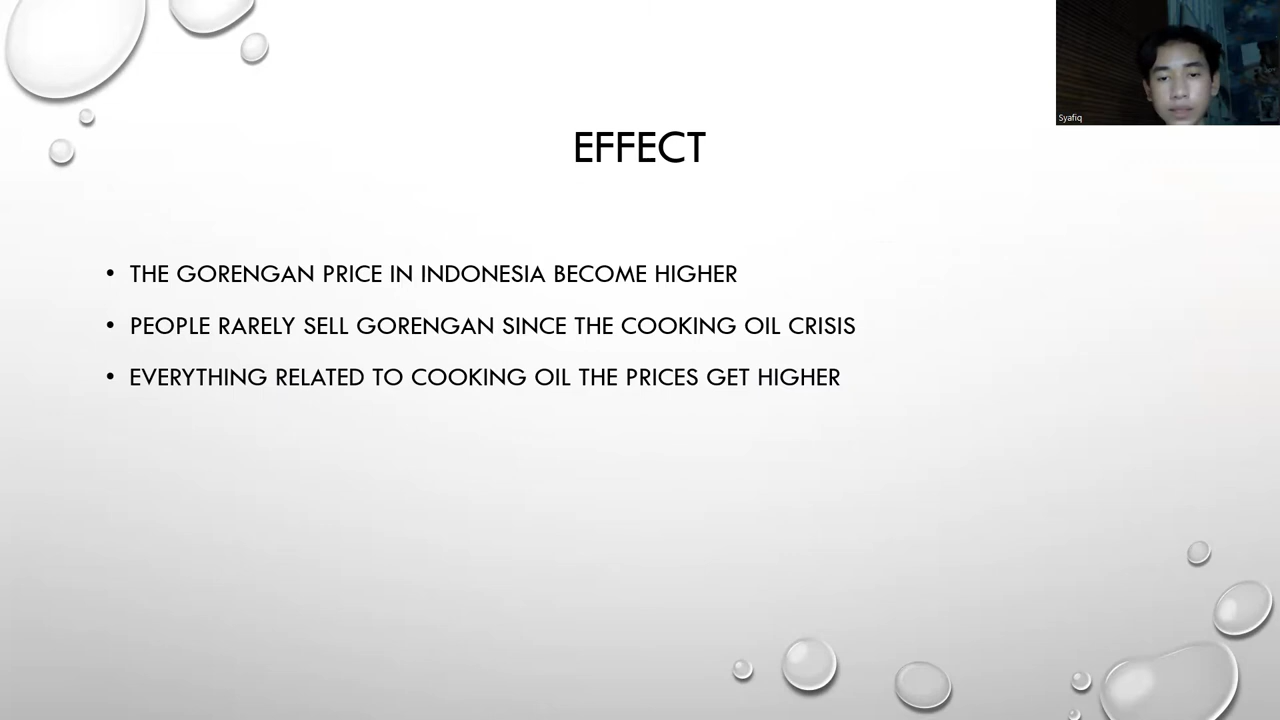 Syafiq
EFFECT
• THE GORENGAN PRICE IN INDONESIA BECOME HIGHER
• PEOPLE RARELY SELL GORENGAN SINCE THE COOKING OIL CRISIS
• EVERYTHING RELATED TO COOKING OIL THE PRICES GET HIGHER